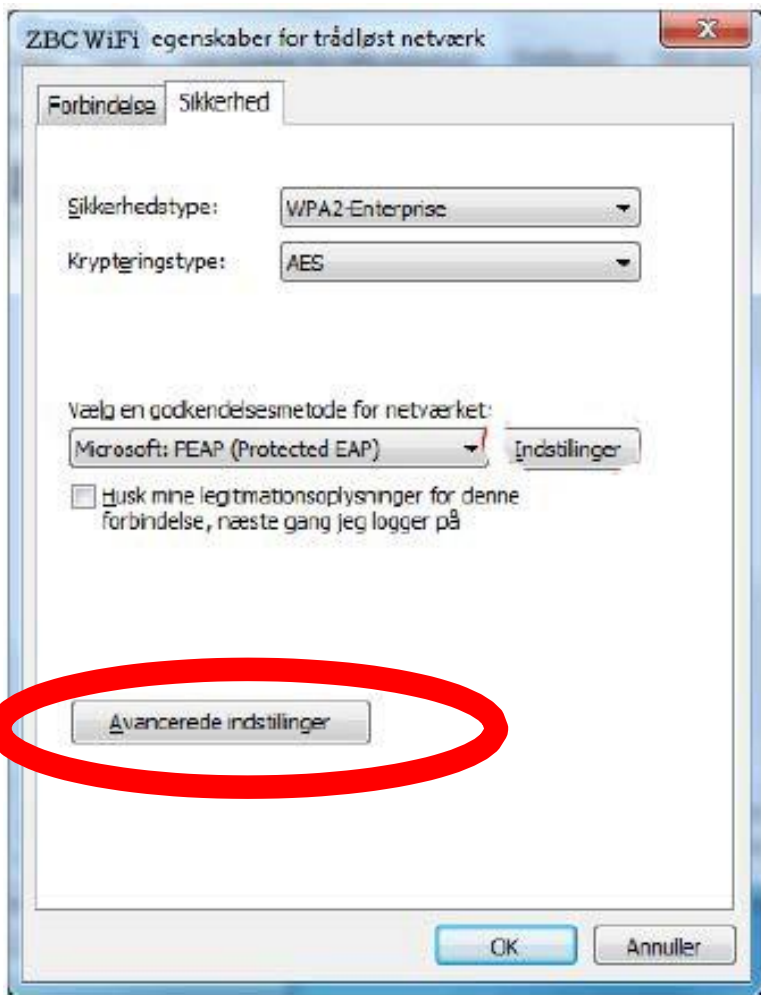 ZBC WiFi egenskaber for trådløst netværk
X
Forbindelse Sikkerhed
Sikkerhedstype: WPA2-Enterprise
Krypteringstype: AES
Vælg en godkendelsesmetode for netværket:
Microsoft: PEAP (Protected EAP) Indstillinger
Husk mine legitimationsoplysninger for denne
forbindelse, næste gang jeg logger på
Avancerede indstillinger
OK Annuller